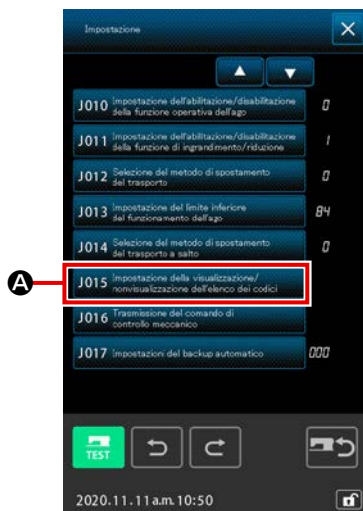 Impostazione
J010 Impostazione dell'abilitazione/disabilitazione
della funzione operativa dell'ago
0
J011 Impostazione dell'abilitazione/disabilitazione
della funzione di ingrandimento/riduzione
1
J012 Selezione del metodo di spostamento
del trasporto
0
J013 Impostazione del limite inferiore
del funzionamento dell'ago
84
J014 Selezione del metodo di spostamento
del trasporto a salto
0
A
J015 Impostazione della visualizzazione/
nonvisualizzazione dell'elenco dei codici
J016 Trasmissione del comando di
controllo meccanico
J017 Impostazioni del backup automatico
000
TEST
2020.11.11a.m.10:50